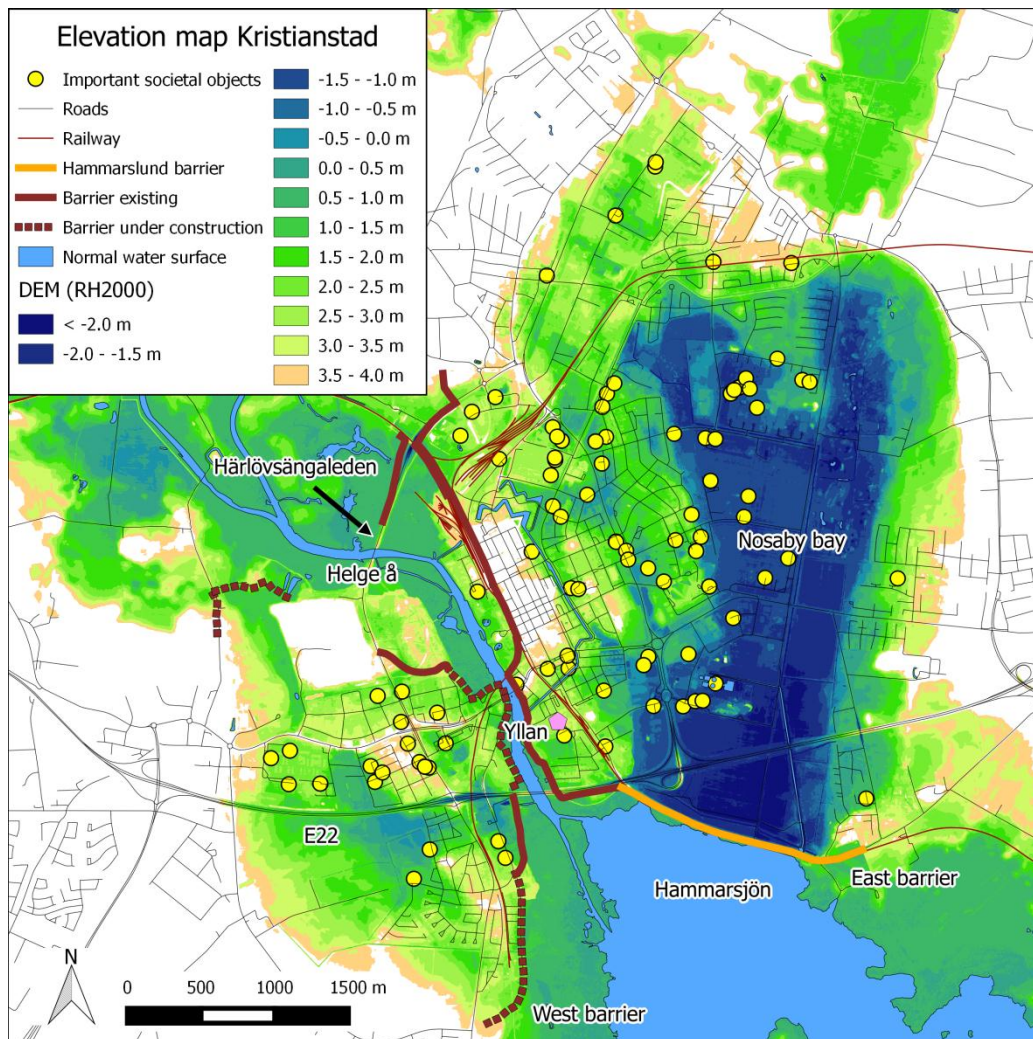 Elevation map Kristianstad
Important societal objects
Roads
Railway
Hammarslund barrier
Barrier existing
Barrier under construction
Normal water surface
DEM (RH2000)
< -2.0 m
-2.0 - -1.5 m
-1.5 - -1.0 m
-1.0 - -0.5 m
-0.5 - 0.0 m
0.0 - 0.5 m
0.5 - 1.0 m
1.0 - 1.5 m
1.5 - 2.0 m
2.0 - 2.5 m
2.5 - 3.0 m
3.0 - 3.5 m
3.5 - 4.0 m
Härlövsängaleden
Nosaby bay
Helge å
Yllan
E22
East barrier
Hammarsjön
West barrier
N
0 500 1000 1500 m